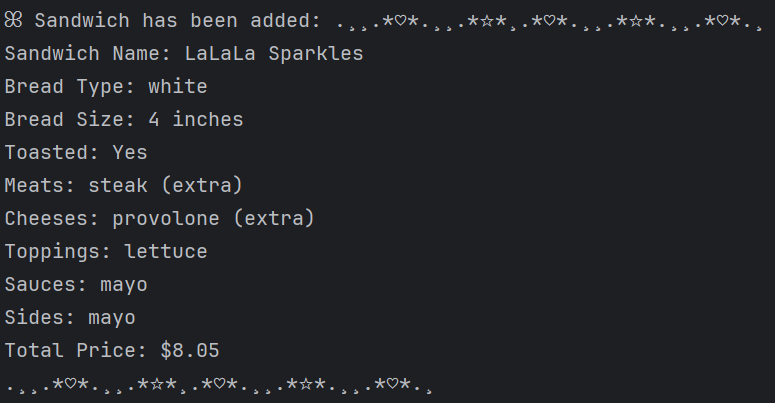 ꕤ Sandwich has been added: .¸¸.*♡*.¸¸.*☆*¸.*♡*.¸¸.*☆*.¸¸.*♡*.¸
Sandwich Name: LaLaLa Sparkles
Bread Type: white
Bread Size: 4 inches
Toasted: Yes
Meats: steak (extra)
Cheeses: provolone (extra)
Toppings: lettuce
Sauces: mayo
Sides: mayo
Total Price: $8.05
.¸¸.*♡*.¸¸.*☆*¸.*♡*.¸¸.*☆*.¸¸.*♡*.¸